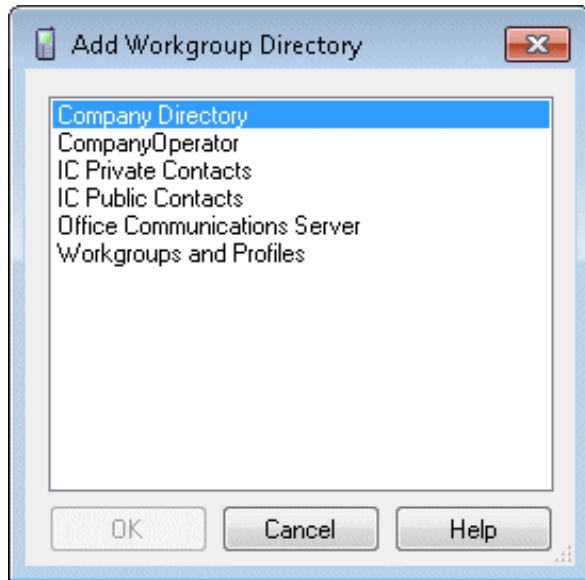 Add Workgroup Directory
Company Directory
CompanyOperator
IC Private Contacts
IC Public Contacts
Office Communications Server
Workgroups and Profiles
OK Cancel Help